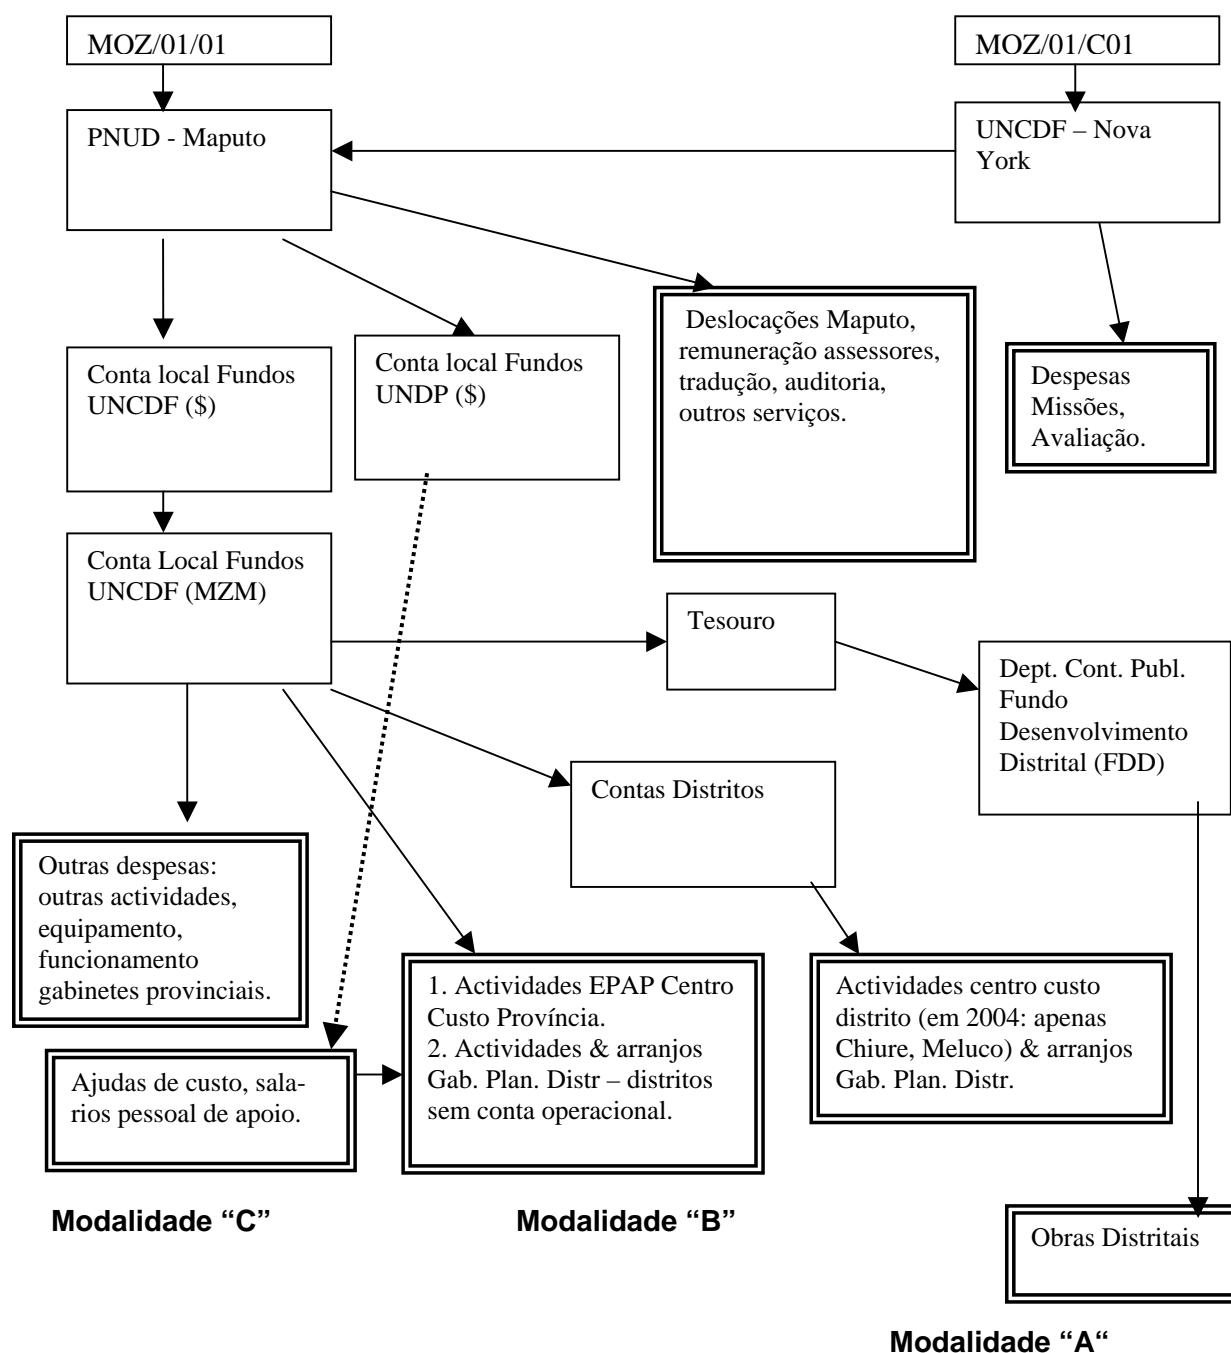 MOZ/01/01
MOZ/01/C01
PNUD - Maputo
UNCDF – Nova
York
Deslocações Maputo,
remuneração assessores,
tradução, auditoria,
outros serviços.
Conta local Fundos
UNCDF ($)
Conta local Fundos
UNDP ($)
Despesas
Missões,
Avaliação.
Conta Local Fundos
UNCDF (MZM)
Tesouro
Dept. Cont. Publ.
Fundo
Desenvolvimento
Distrital (FDD)
Contas Distritos
Outras despesas:
outras actividades,
equipamento,
funcionamento
gabinetes provinciais.
1. Actividades EPAP Centro
Custo Província.
2. Actividades & arranjos
Gab. Plan. Distr – distritos
sem conta operacional.
Actividades centro custo
distrito (em 2004: apenas
Chiure, Meluco) & arranjos
Gab. Plan. Distr.
Ajudas de custo, sala-
rios pessoal de apoio.
Modalidade “C”
Modalidade “B”
Obras Distritais
Modalidade “A“